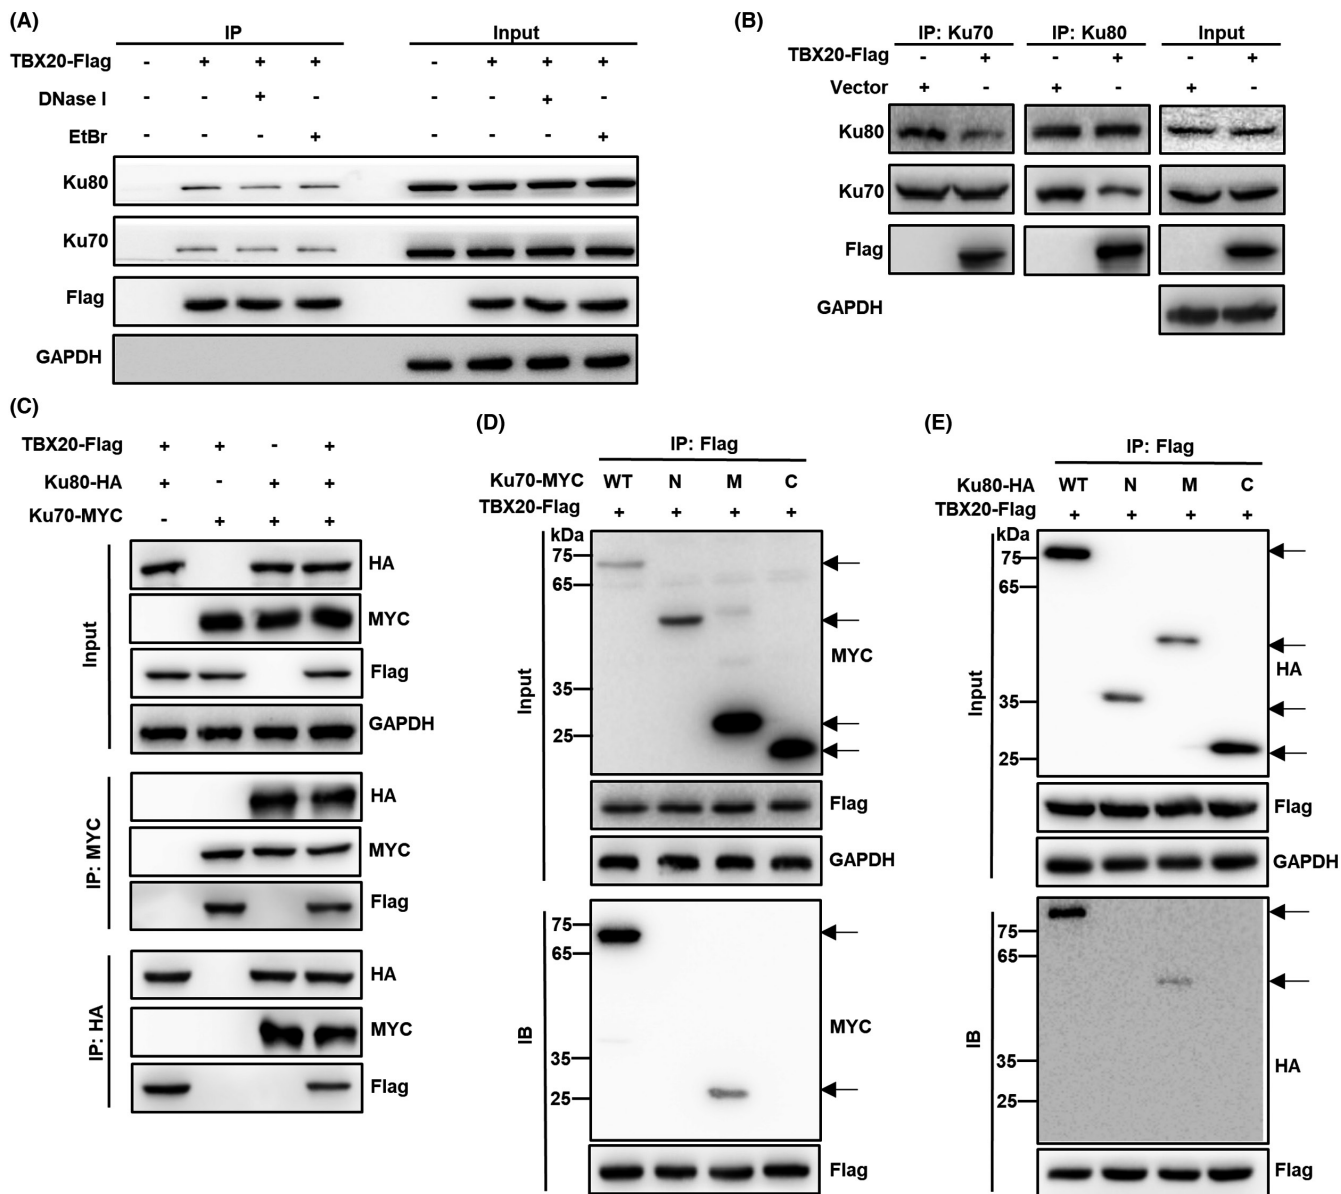 (A)
IP Input
TBX20-Flag - + + + - + + +
DNase I - - + - - - + -
EtBr - - - + - - - +
Ku80
Ku70
Flag
GAPDH
(B)
IP: Ku70 IP: Ku80 Input
TBX20-Flag - + - + - +
Vector + - + - + -
Ku80
Ku70
Flag
GAPDH
(C)
TBX20-Flag + + - +
Ku80-HA + - + +
Ku70-MYC - + + +
Input
HA
MYC
Flag
GAPDH
IP: MYC
HA
MYC
Flag
IP: HA
HA
MYC
Flag
(D)
IP: Flag
Ku70-MYC WT N M C
TBX20-Flag + + + +
kDa
75
65
35
25
Input
MYC
Flag
GAPDH
75
65
35
25
IB
MYC
Flag
(E)
IP: Flag
Ku80-HA WT N M C
TBX20-Flag + + + +
kDa
75
65
35
25
Input
HA
Flag
GAPDH
75
65
35
25
IB
HA
Flag